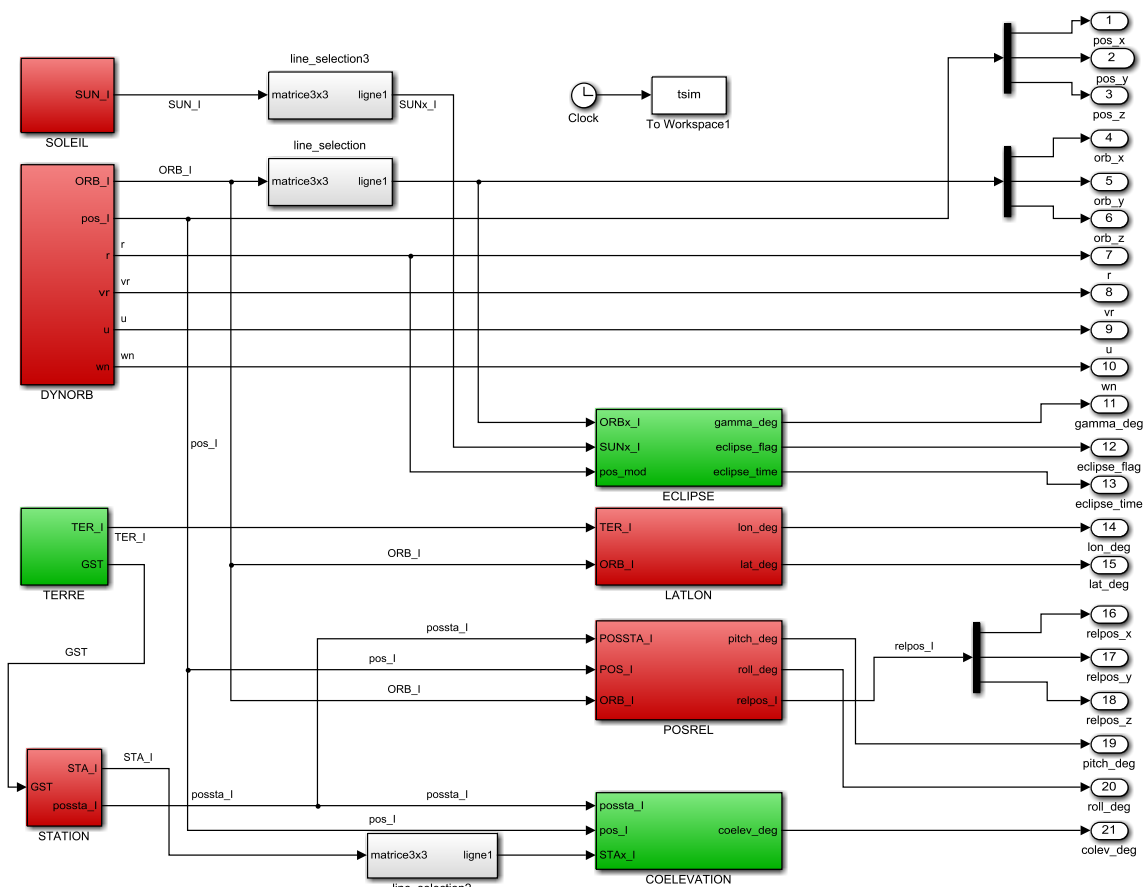 1
pos_x
2
pos_y
3
pos_z
line_selection3
SUN_I
SUN_I
matrice3x3 ligne1
SUNx_I
SOLEIL
Clock
tsim
To Workspace1
line_selection
ORB_I
ORB_I
matrice3x3 ligne1
4
orb_x
5
orb_y
6
orb_z
pos_I
r
r
7
r
vr
vr
8
vr
u
u
9
u
wn
wn
10
wn
DYNORB
pos_I
ORBx_I gamma_deg
SUNx_I eclipse_flag
pos_mod eclipse_time
ECLIPSE
11
gamma_deg
12
eclipse_flag
13
eclipse_time
TER_I
TER_I
GST
TERRE
GST
ORB_I
TER_I lon_deg
ORB_I lat_deg
LATLON
14
lon_deg
15
lat_deg
possta_I
pos_I
ORB_I
POSSTA_I pitch_deg
POS_I roll_deg
ORB_I relpos_I
POSREL
relpos_I
16
relpos_x
17
relpos_y
18
relpos_z
19
pitch_deg
20
roll_deg
STA_I
STA_I
GST
possta_I
STATION
possta_I
possta_I
pos_I
matrice3x3 ligne1
possta_I
pos_I coelev_deg
STAx_I
COELEVATION
21
colev_deg